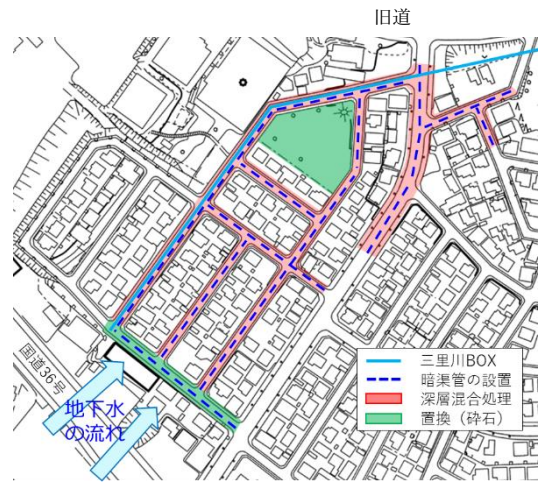 旧道
国道36号
地下水
の流れ
三里川BOX
暗渠管の設置
深層混合処理
置換（砕石）